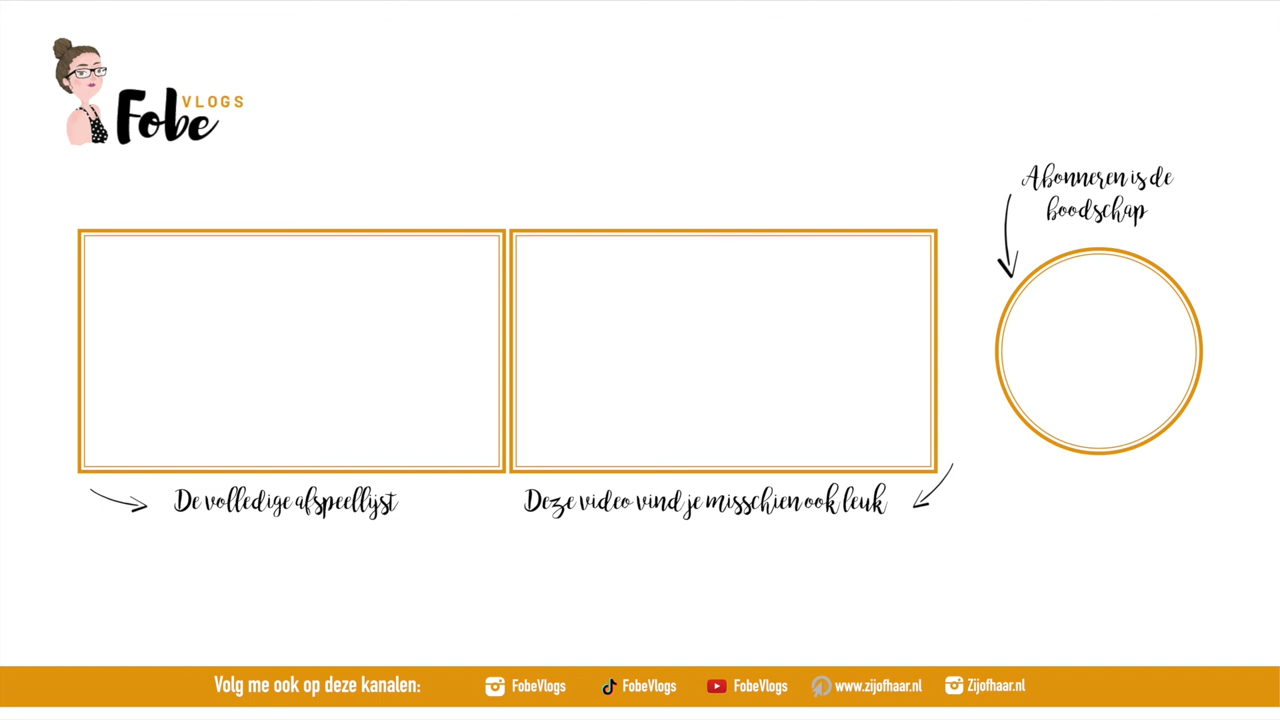 VLOGS
Fobe
Abonneren is de
boodschap
De volledige afspeellijst
Deze video vind je misschien ook leuk
Volg me ook op deze kanalen: FobeVlogs FobeVlogs FobeVlogs www.zijofhaar.nl Zijofhaar.nl